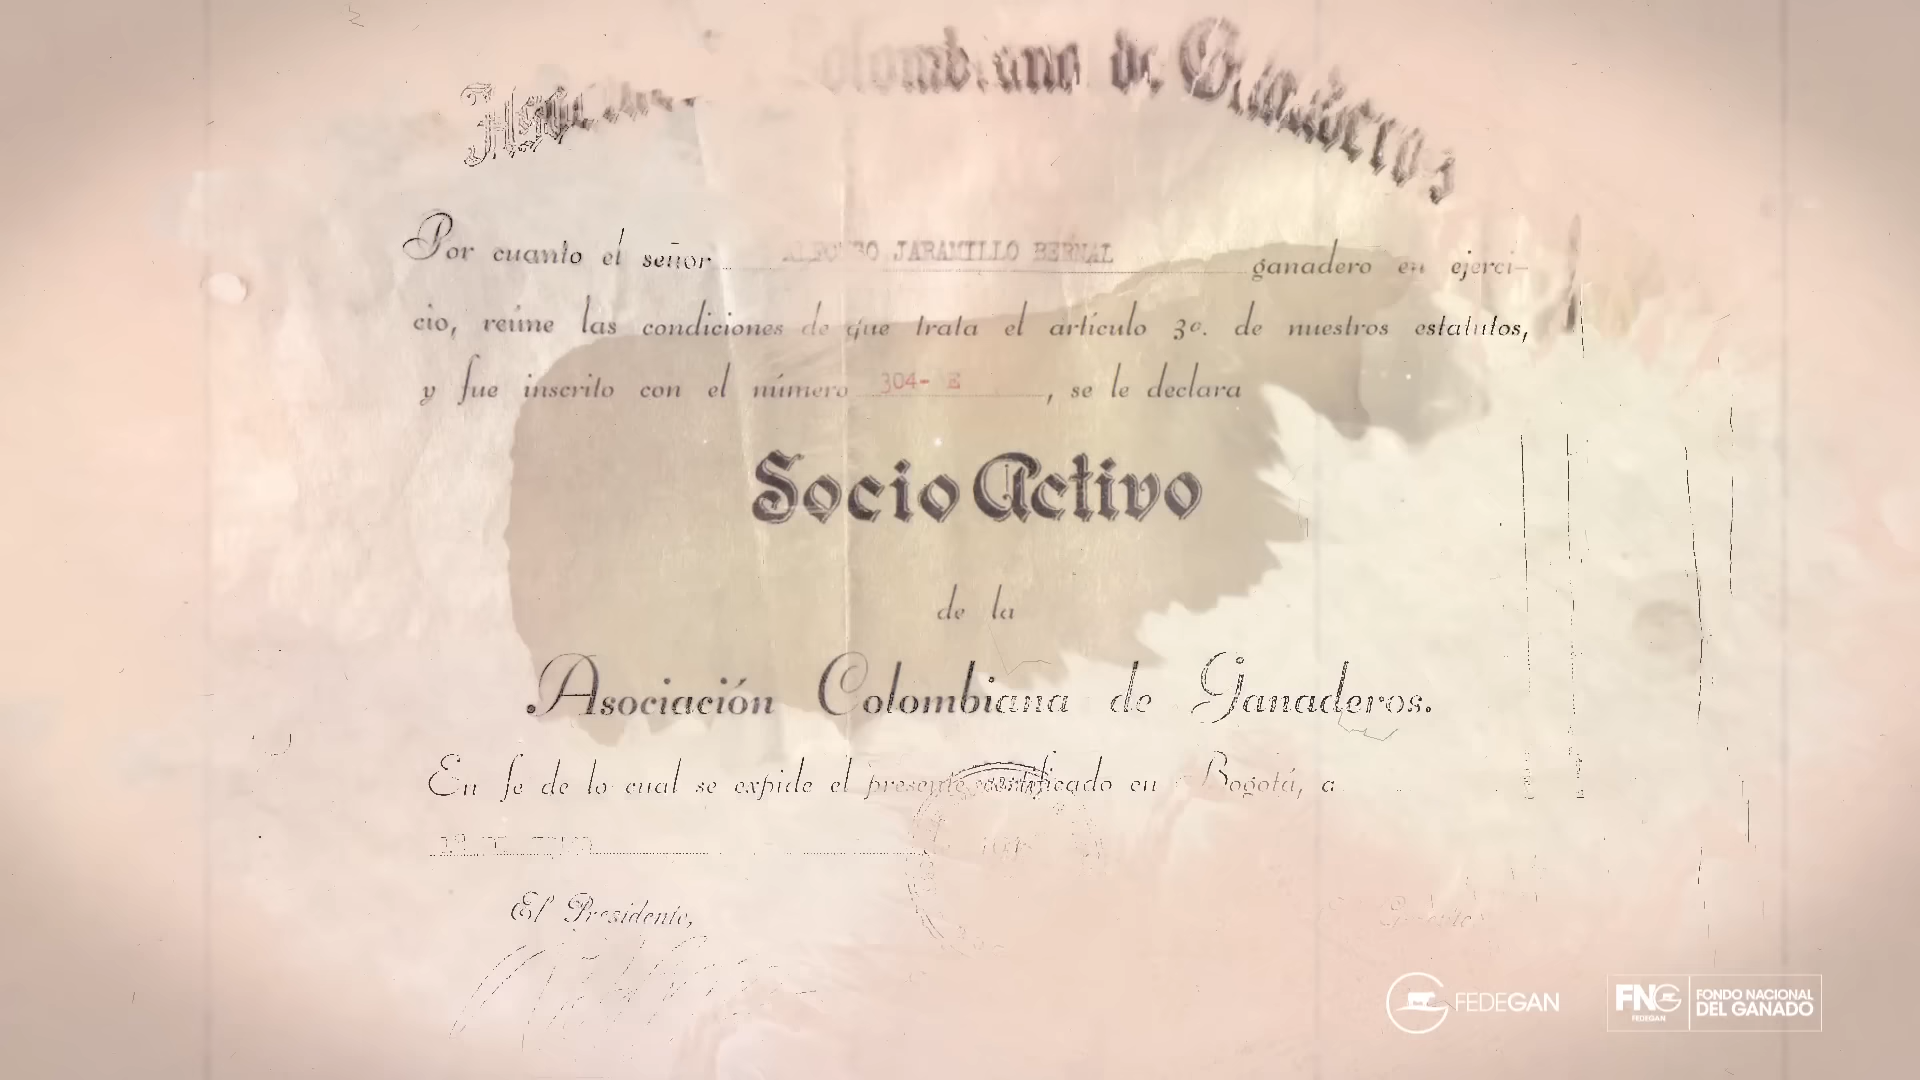 Asociación Colombiana de Ganaderos
Por cuanto el señor ALFONSO JARAMILLO BERNAL ganadero en ejerci-
cio, reúne las condiciones de que trata el artículo 3º. de nuestros estatutos,
y fue inscrito con el número 304- E , se le declara
Socio Activo
de la
Asociación Colombiana de Ganaderos.
En fe de lo cual se expide el presente certificado en Bogotá, a
El Presidente,
FEDEGAN
FNG
FEDEGAN
FONDO NACIONAL
DEL GANADO